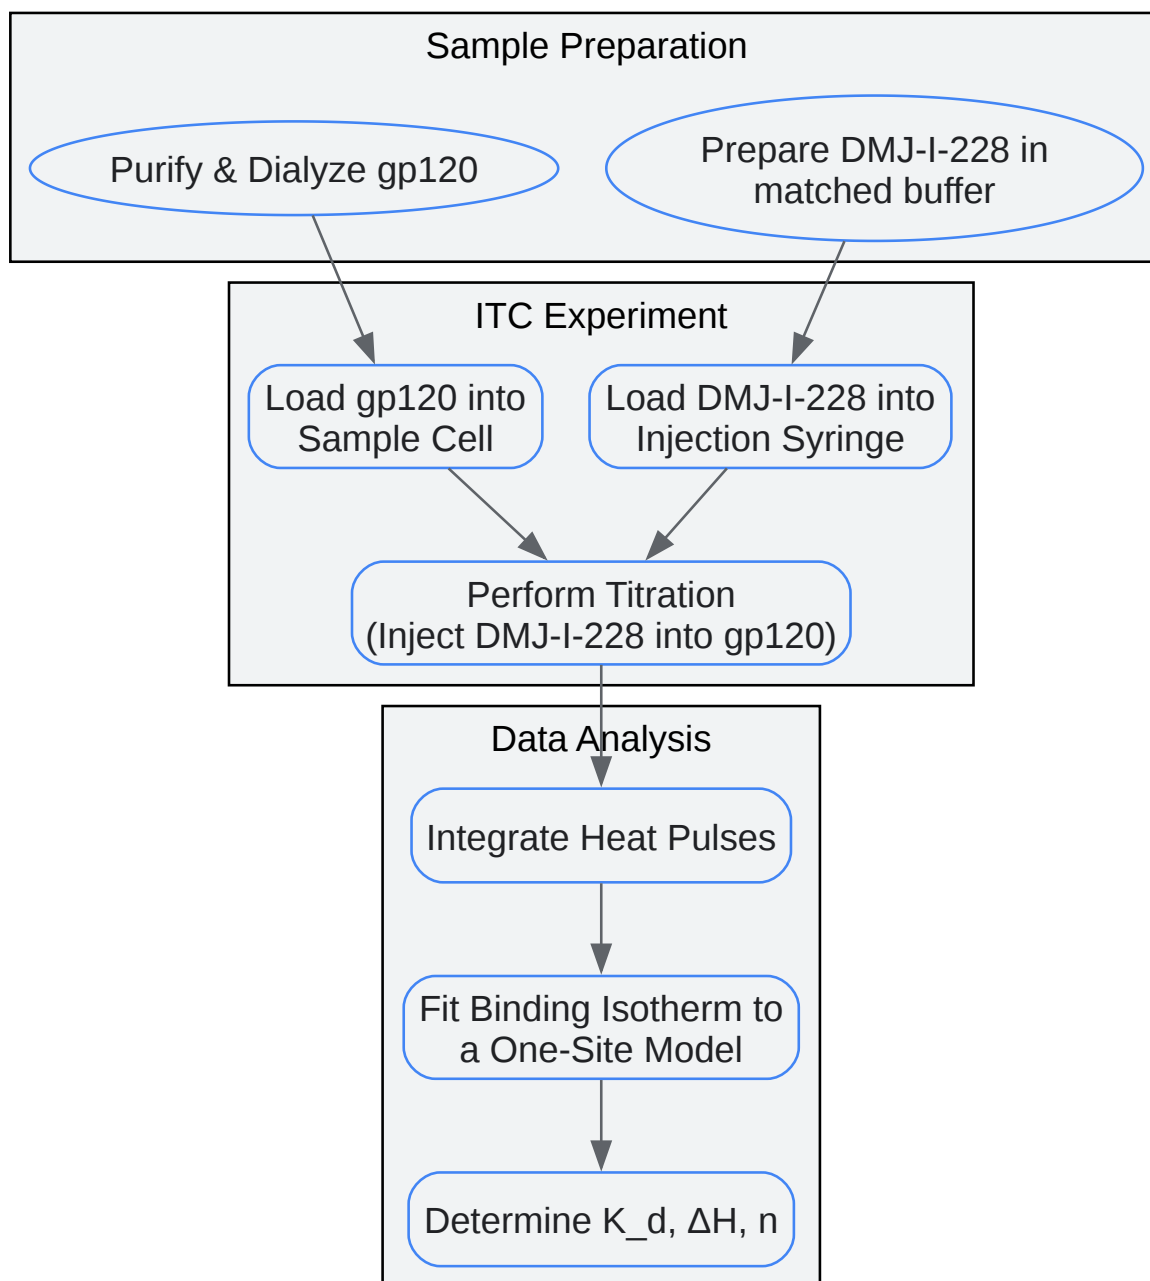 Sample Preparation
Purify & Dialyze gp120
Prepare DMJ-I-228 in
matched buffer
ITC Experiment
Load gp120 into
Sample Cell
Load DMJ-I-228 into
Injection Syringe
Perform Titration
(Inject DMJ-I-228 into gp120)
Data Analysis
Integrate Heat Pulses
Fit Binding Isotherm to
a One-Site Model
Determine K_d, ΔH, n